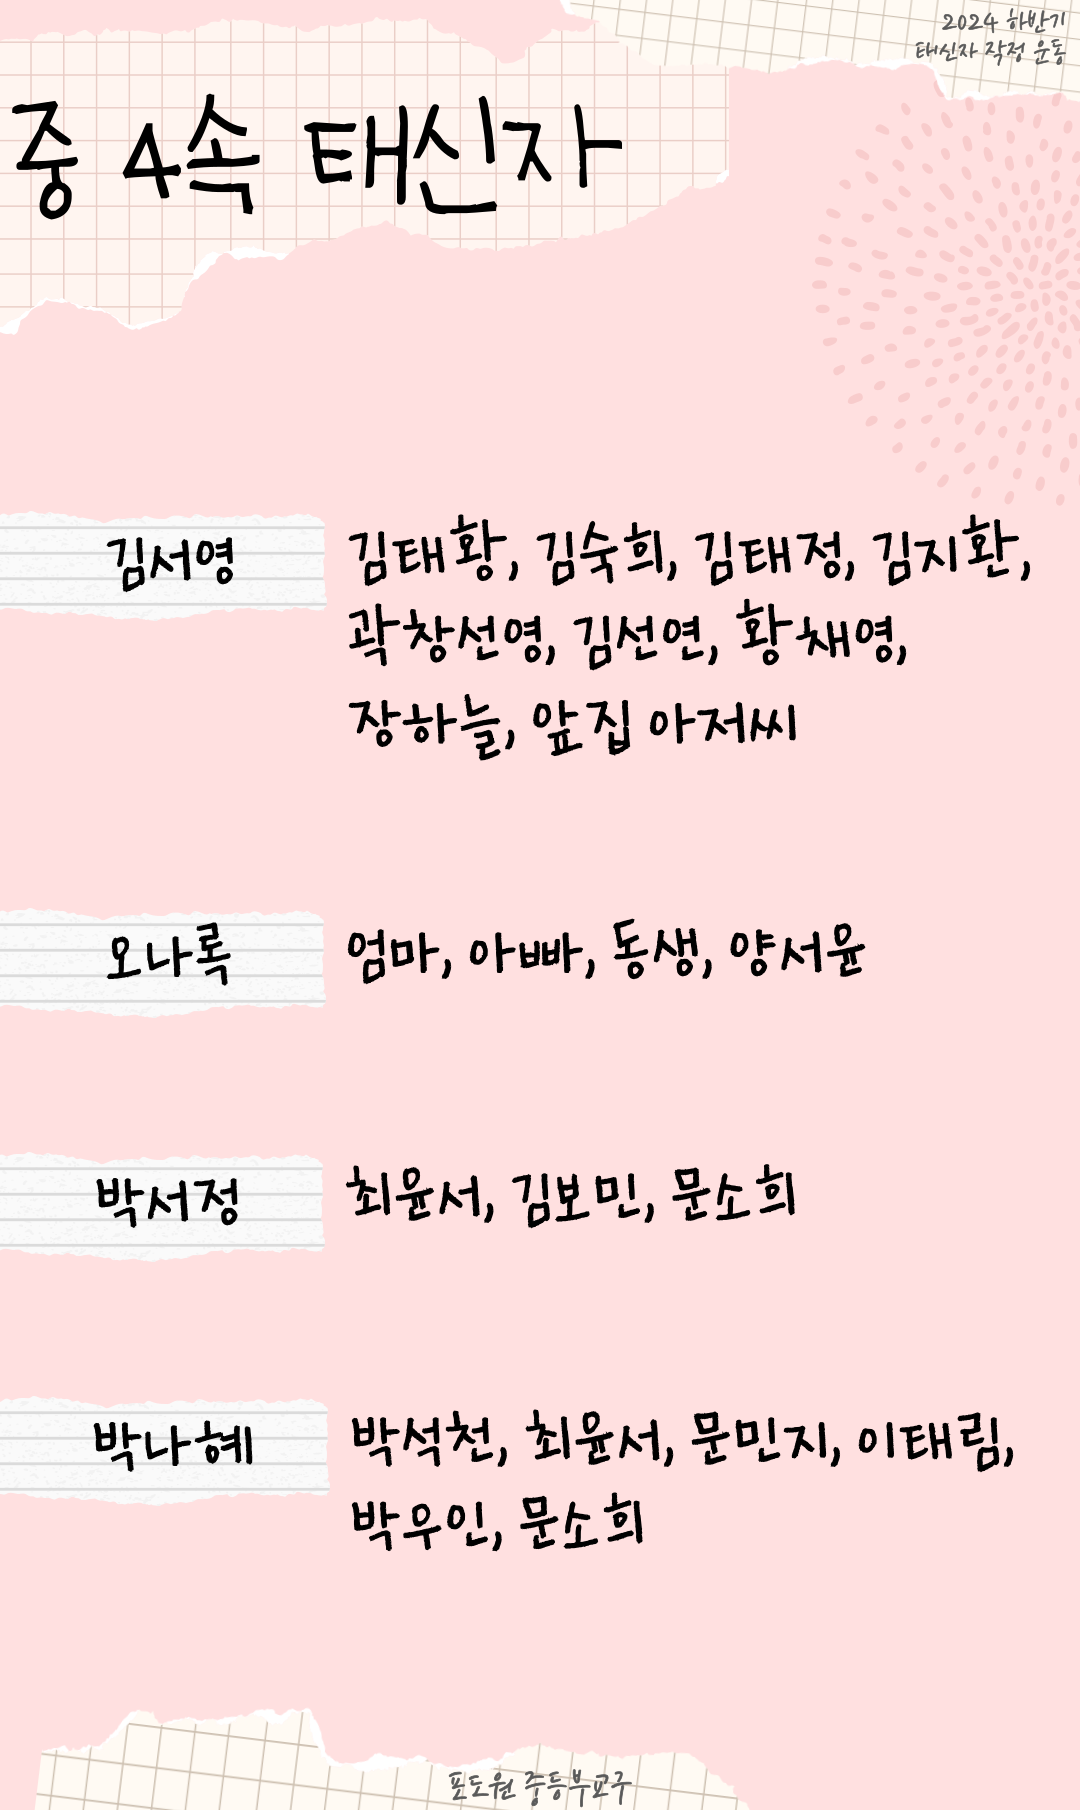 2024 하반기
태신자 작정 운동
중 4속 태신자
김서영
김태황, 김숙희, 김태정, 김지환,
곽창선영, 김선연, 황채영,
장하늘, 앞집 아저씨
오나록
엄마, 아빠, 동생, 양서윤
박서정
최윤서, 김보민, 문소희
박나혜
박석천, 최윤서, 문민지, 이태림,
박우인, 문소희
포도원 중등부교구